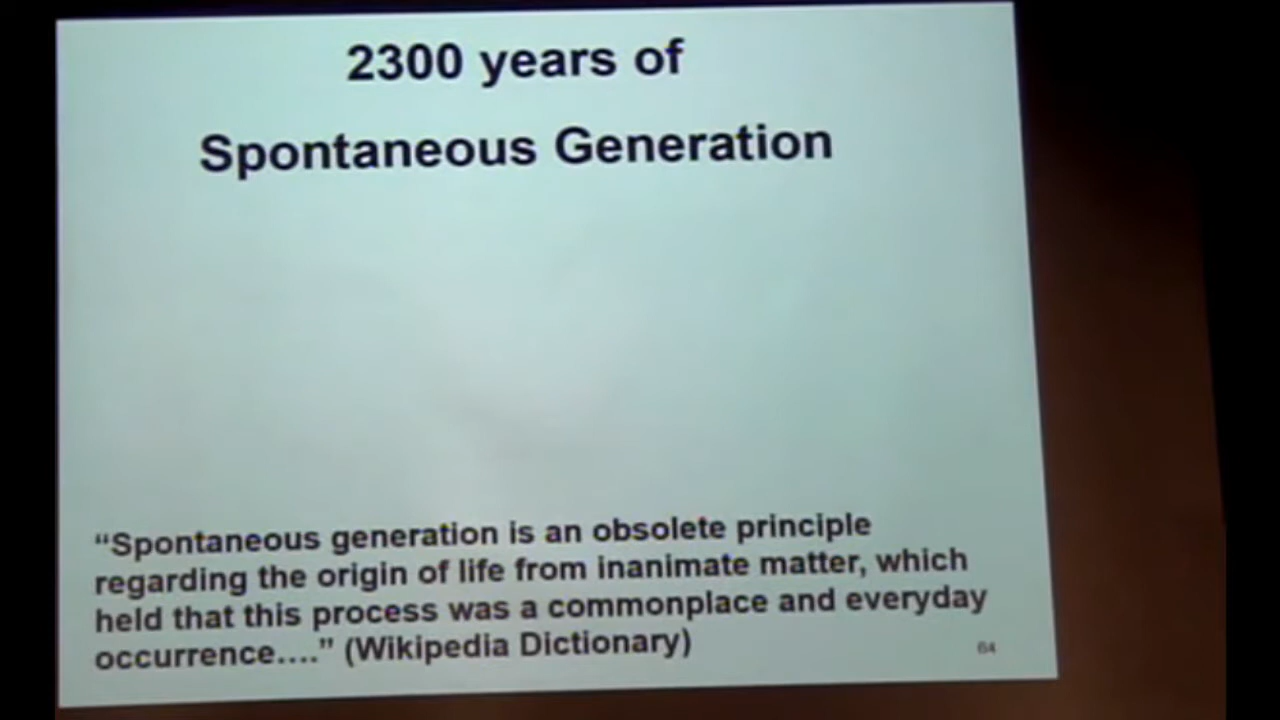 2300 years of
Spontaneous Generation
“Spontaneous generation is an obsolete principle
regarding the origin of life from inanimate matter, which
held that this process was a commonplace and everyday
occurrence....” (Wikipedia Dictionary)
64